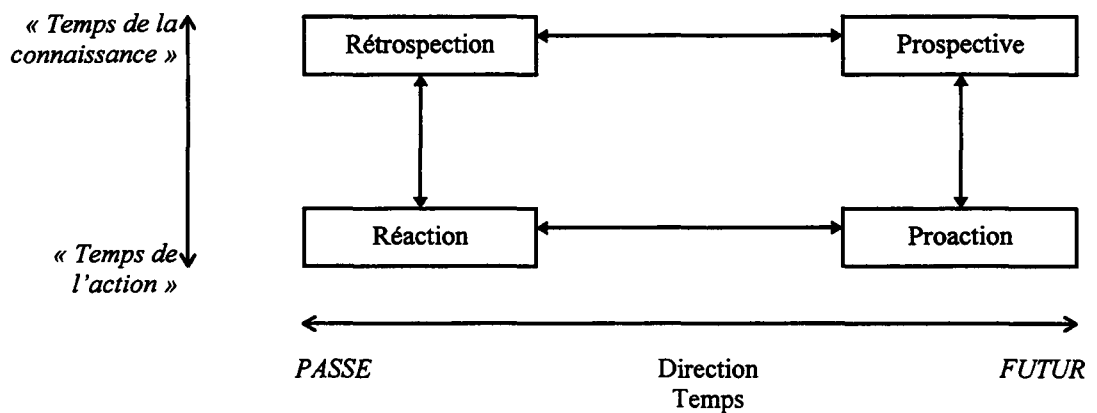 « Temps de la
connaissance »
Rétrospection
Prospective
Réaction
Proaction
« Temps de
l'action »
PASSE
Direction
Temps
FUTUR